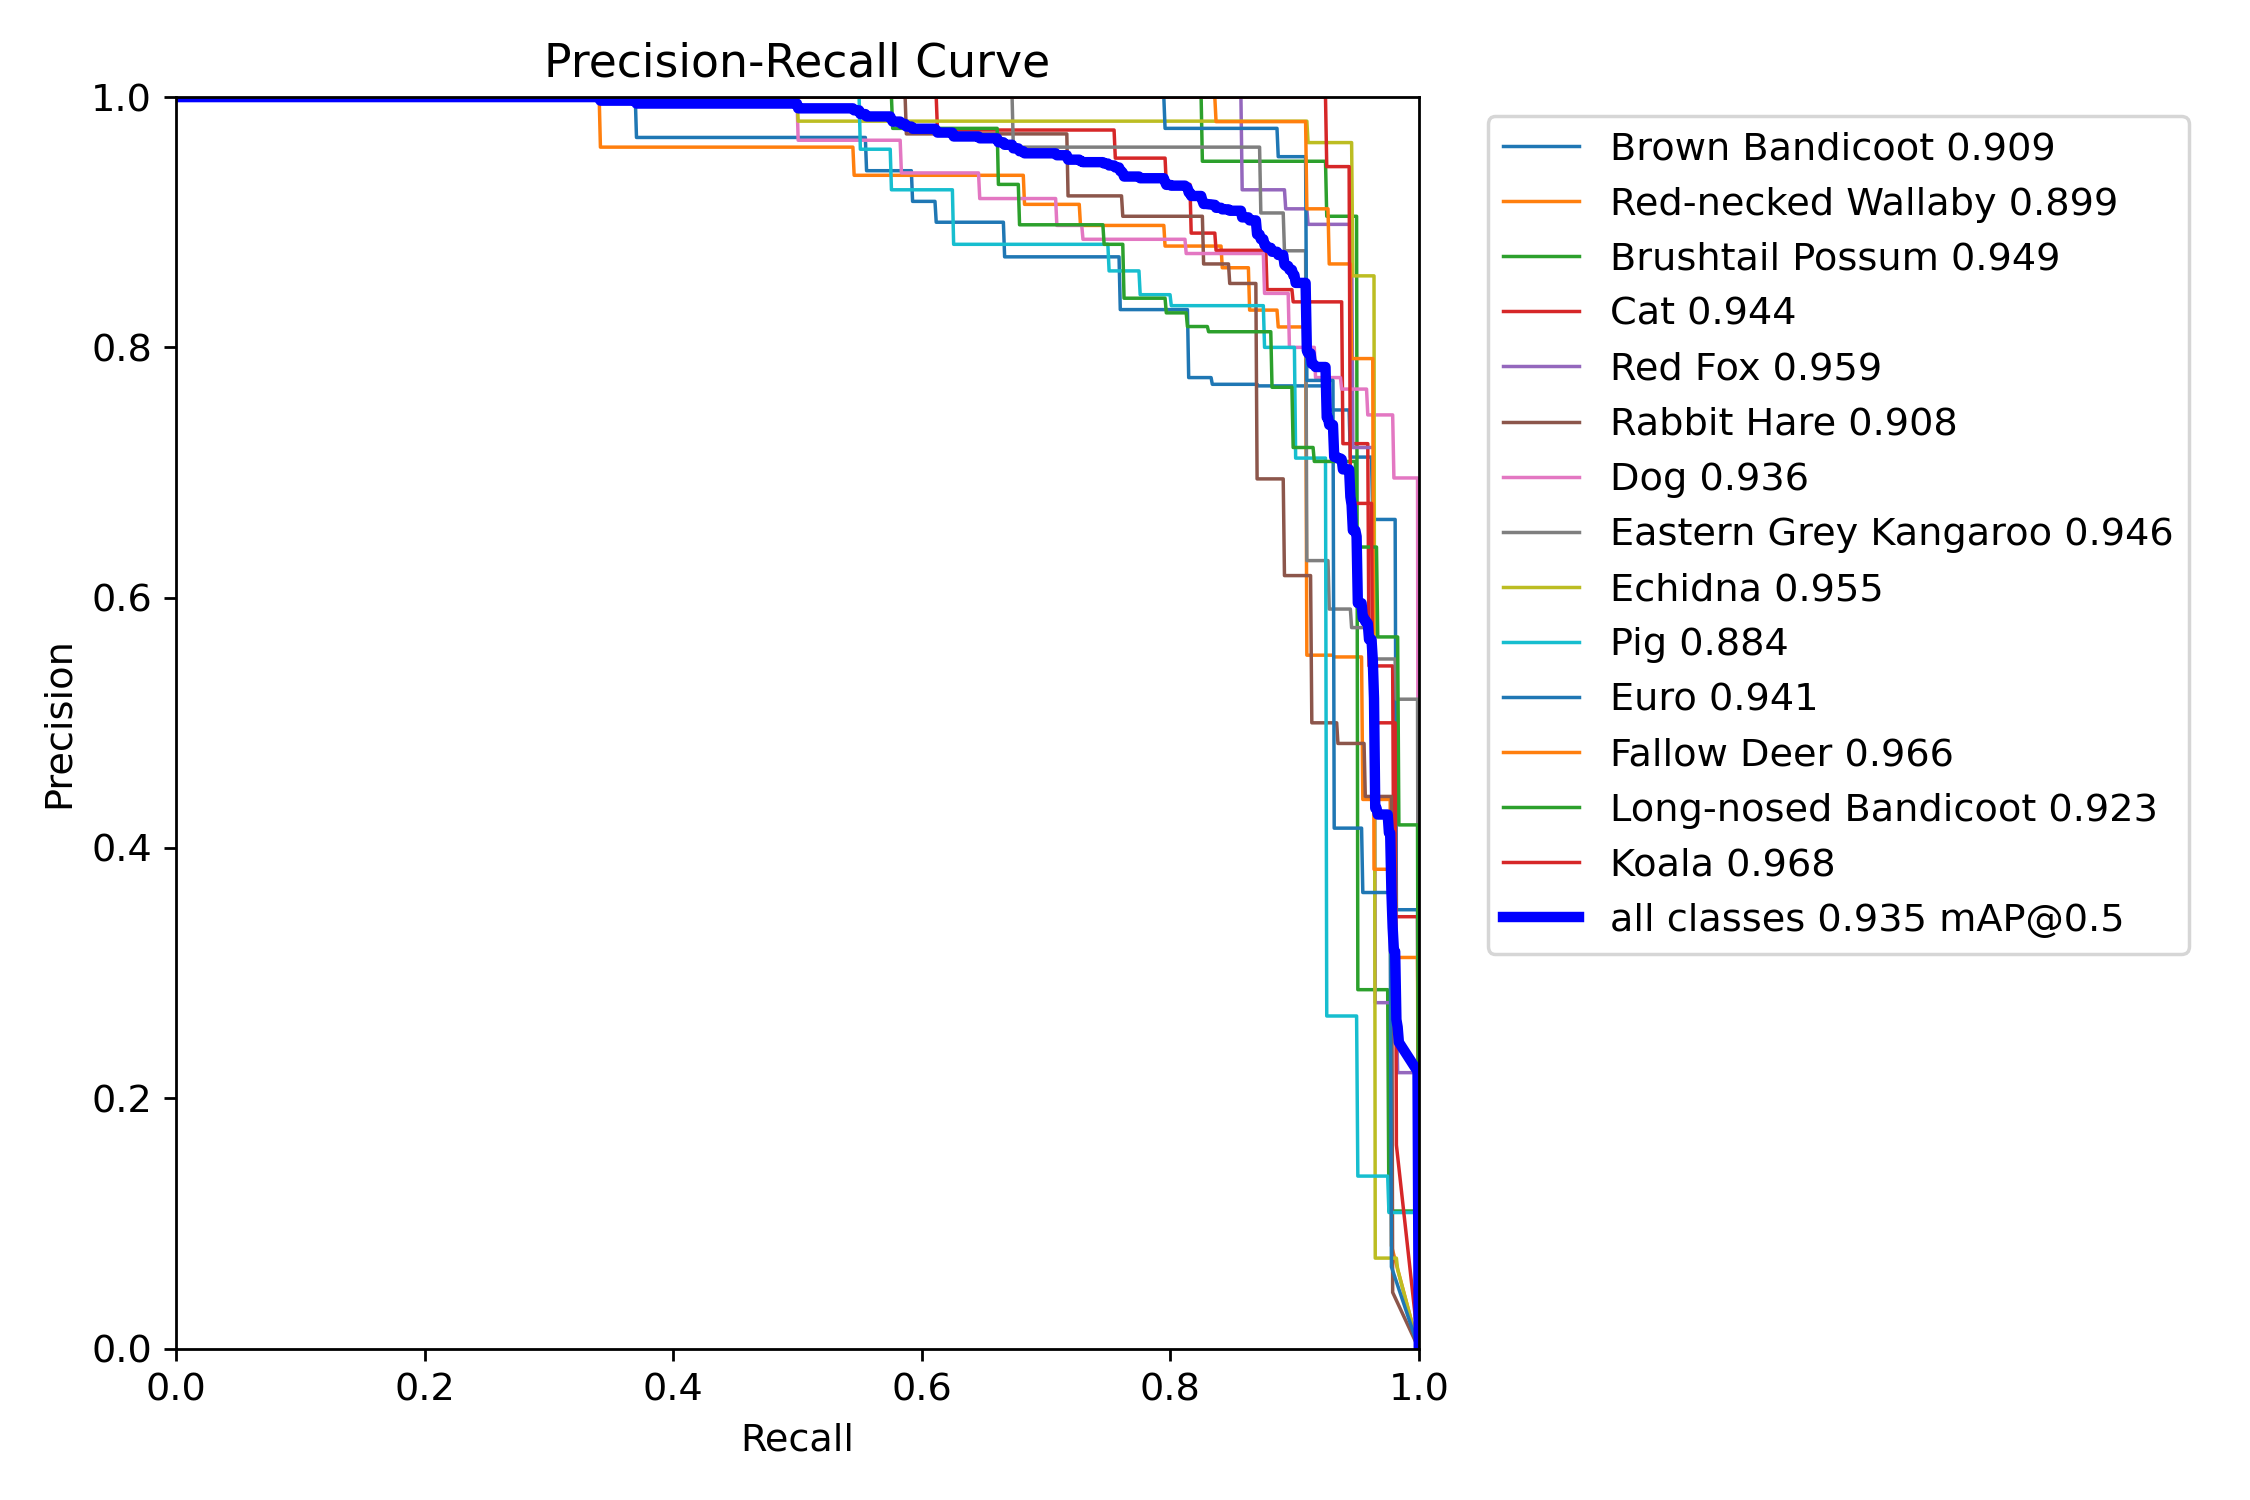 Precision-Recall Curve
1.0
0.8
0.6
0.4
0.2
0.0
Precision
0.0 0.2 0.4 0.6 0.8 1.0
Recall
Brown Bandicoot 0.909
Red-necked Wallaby 0.899
Brushtail Possum 0.949
Cat 0.944
Red Fox 0.959
Rabbit Hare 0.908
Dog 0.936
Eastern Grey Kangaroo 0.946
Echidna 0.955
Pig 0.884
Euro 0.941
Fallow Deer 0.966
Long-nosed Bandicoot 0.923
Koala 0.968
all classes 0.935 mAP@0.5